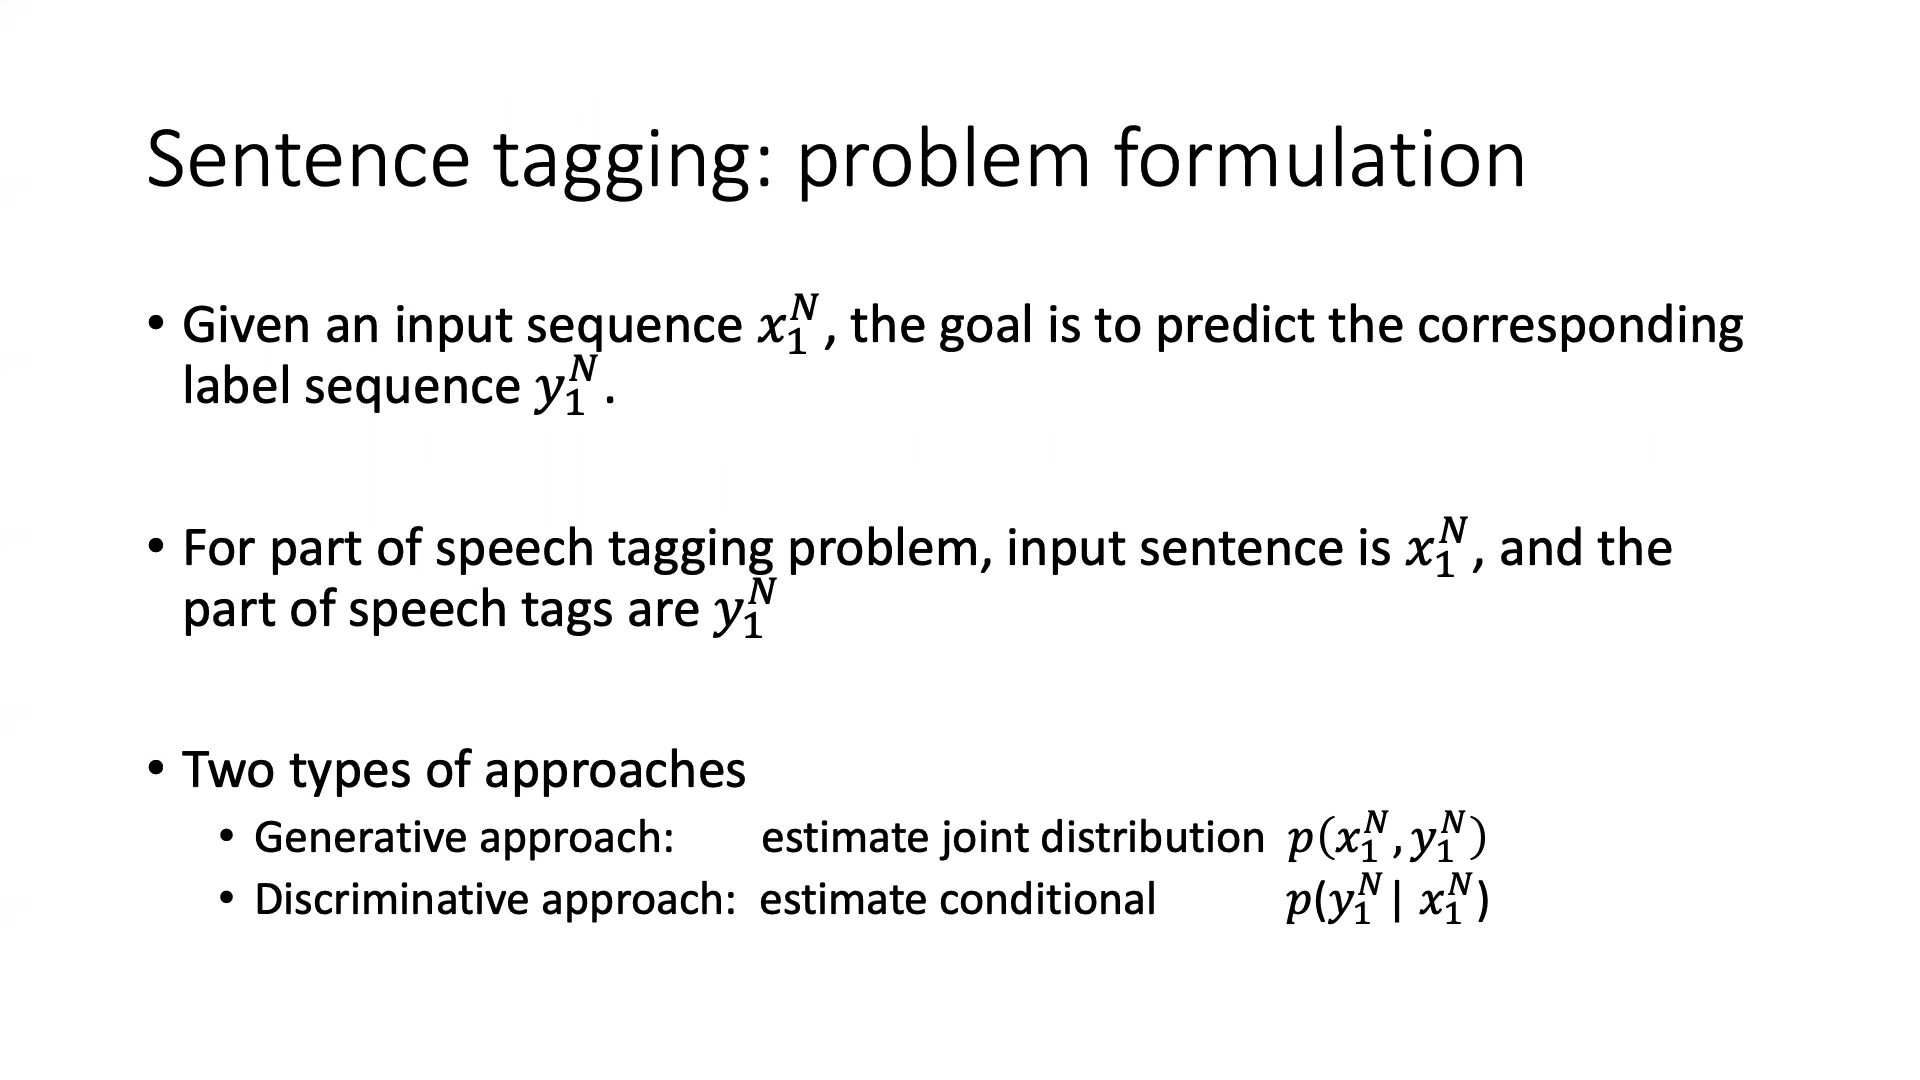 Sentence tagging: problem formulation
• Given an input sequence $x_1^N$, the goal is to predict the corresponding
label sequence $y_1^N$.
• For part of speech tagging problem, input sentence is $x_1^N$, and the
part of speech tags are $y_1^N$
• Two types of approaches
• Generative approach: estimate joint distribution $p(x_1^N, y_1^N)$
• Discriminative approach: estimate conditional $p(y_1^N | x_1^N)$